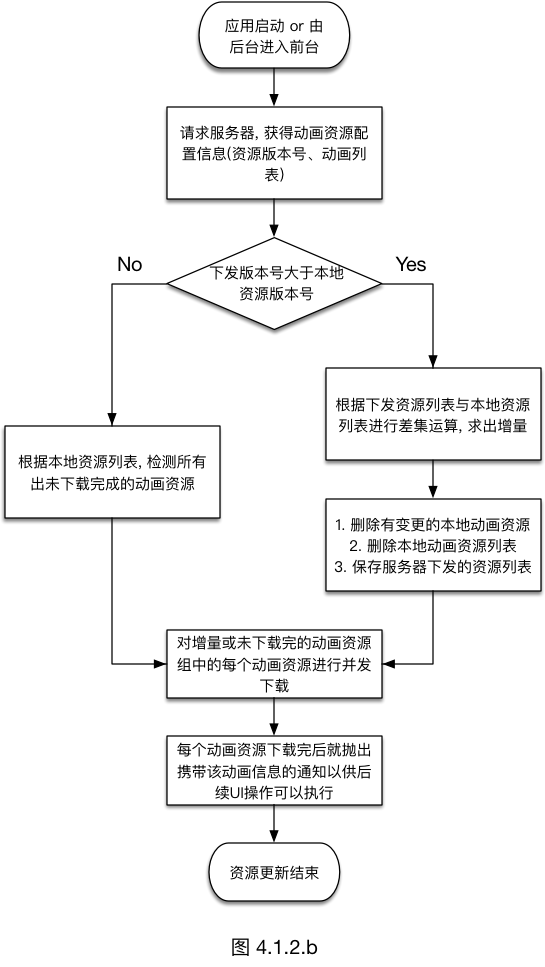 应用启动 or 由
后台进入前台
请求服务器, 获得动画资源配
置信息(资源版本号、动画列
表)
No
下发版本号大于本地
资源版本号
Yes
根据下发资源列表与本地资源
列表进行差集运算, 求出增量
根据本地资源列表, 检测所有
出未下载完成的动画资源
1. 删除有变更的本地动画资源
2. 删除本地动画资源列表
3. 保存服务器下发的资源列表
对增量或未下载完的动画资源
组中的每个动画资源进行并发
下载
每个动画资源下载完后就抛出
携带该动画信息的通知以供后
续UI操作可以执行
资源更新结束
图 4.1.2.b